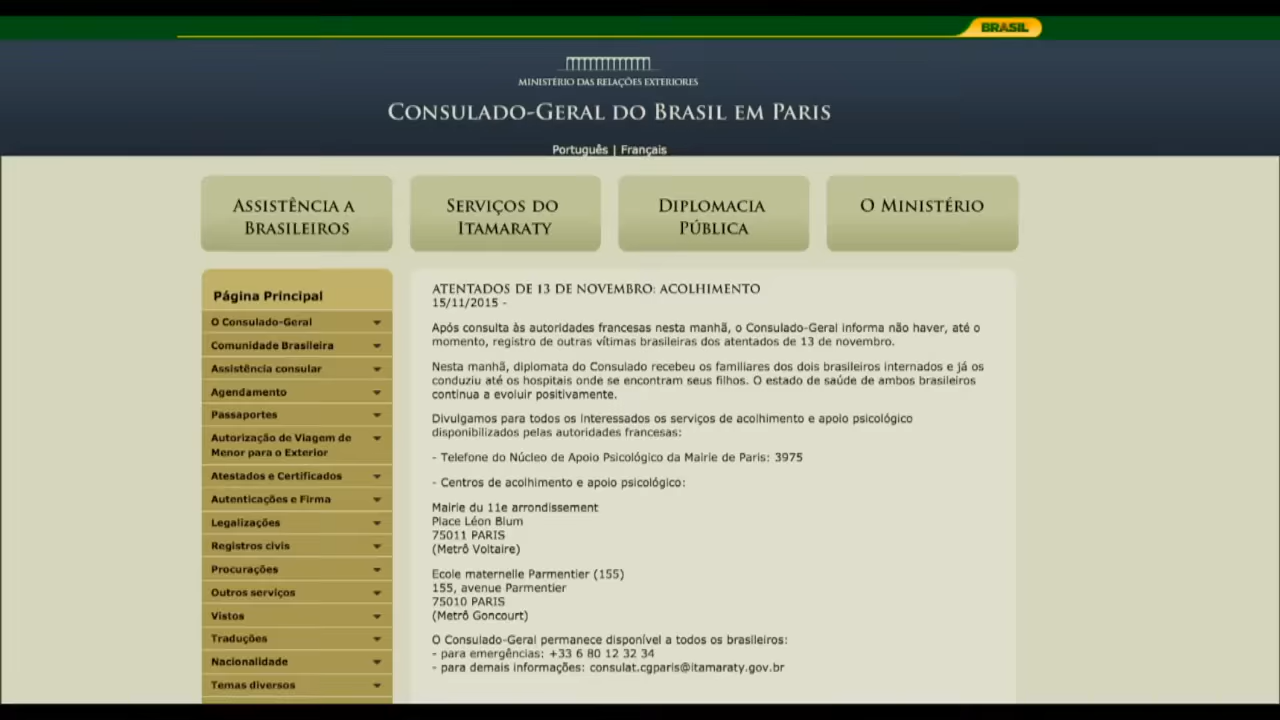 BRASIL
MINISTÉRIO DAS RELAÇÕES EXTERIORES
CONSULADO-GERAL DO BRASIL EM PARIS
Português | Français
ASSISTÊNCIA A
BRASILEIROS
SERVIÇOS DO
ITAMARATY
DIPLOMACIA
PÚBLICA
O MINISTÉRIO
Página Principal
O Consulado-Geral
Comunidade Brasileira
Assistência consular
Agendamento
Passaportes
Autorização de Viagem de
Menor para o Exterior
Atestados e Certificados
Autenticações e Firma
Legalizações
Registros civis
Procurações
Outros serviços
Vistos
Traduções
Nacionalidade
Temas diversos
ATENTADOS DE 13 DE NOVEMBRO: ACOLHIMENTO
15/11/2015 -
Após consulta às autoridades francesas nesta manhã, o Consulado-Geral informa não haver, até o
momento, registro de outras vítimas brasileiras dos atentados de 13 de novembro.
Nesta manhã, diplomata do Consulado recebeu os familiares dos dois brasileiros internados e já os
conduziu até os hospitais onde se encontram seus filhos. O estado de saúde de ambos brasileiros
continua a evoluir positivamente.
Divulgamos para todos os interessados os serviços de acolhimento e apoio psicológico
disponibilizados pelas autoridades francesas:
- Telefone do Núcleo de Apoio Psicológico da Mairie de Paris: 3975
- Centros de acolhimento e apoio psicológico:
Mairie du 11e arrondissement
Place Léon Blum
75011 PARIS
(Metrô Voltaire)
Ecole maternelle Parmentier (155)
155, avenue Parmentier
75010 PARIS
(Metrô Goncourt)
O Consulado-Geral permanece disponível a todos os brasileiros:
- para emergências: +33 6 80 12 32 34
- para demais informações: consulat.cgparis@itamaraty.gov.br